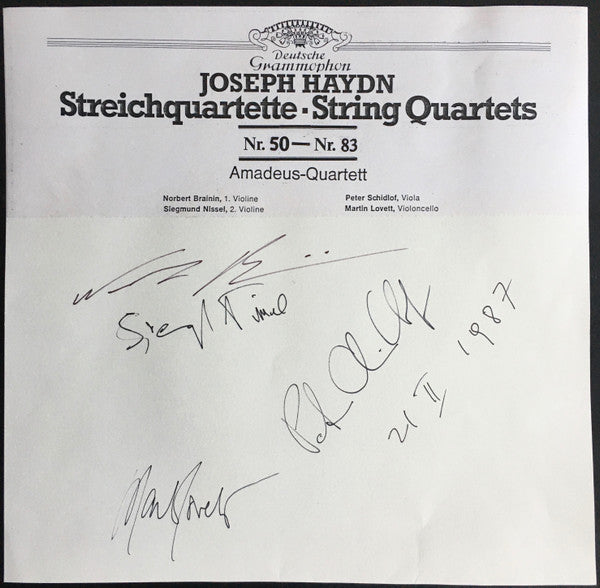 Deutsche
Grammophon
JOSEPH HAYDN
Streichquartette · String Quartets
Nr. 50 — Nr. 83
Amadeus-Quartett
Norbert Brainin, 1. Violine Peter Schidlof, Viola
Siegmund Nissel, 2. Violine Martin Lovett, Violoncello
21 II 1987